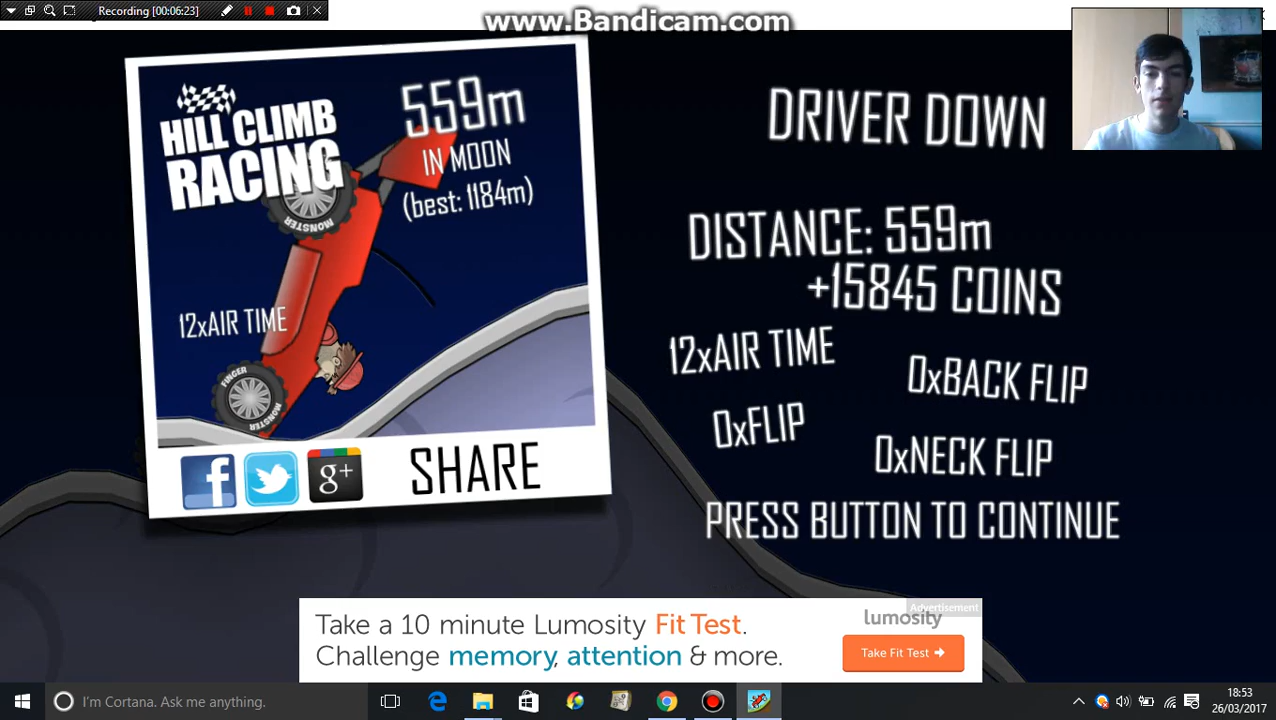 Recording [00:06:23]
www.Bandicam.com
HILL CLIMB
RACING
559m
IN MOON
(best: 1184m)
MONSTER
12xAIR TIME
FINGER
MONSTER
SHARE
f
g+
DRIVER DOWN
DISTANCE: 559m
+15845 COINS
12xAIR TIME
0xBACK FLIP
0xFLIP
0xNECK FLIP
PRESS BUTTON TO CONTINUE
Take a 10 minute Lumosity Fit Test.
Challenge memory, attention & more.
Advertisement
lumosity
Take Fit Test
I'm Cortana. Ask me anything.
18:53
26/03/2017